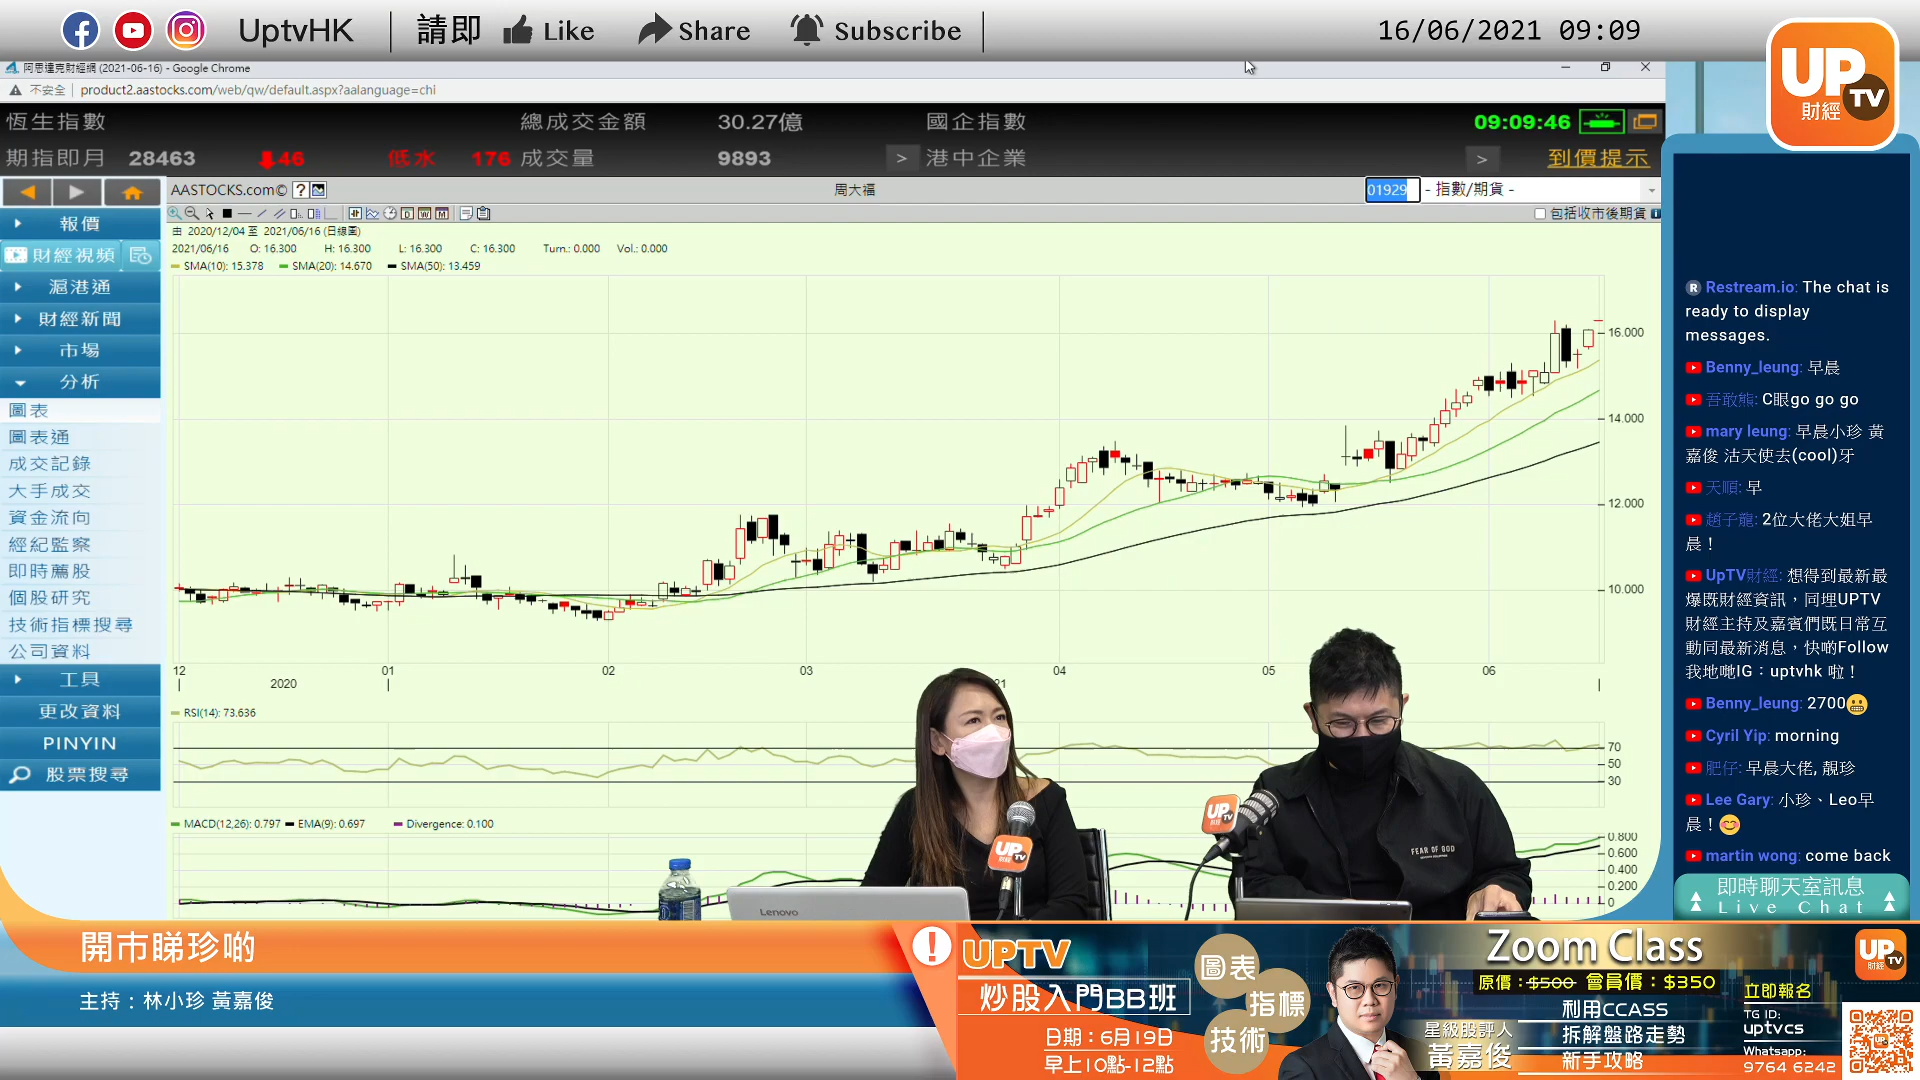 UptvHK
請即
Like
Share
Subscribe
16/06/2021 09:09
UP TV 財經
阿思達克財經網 (2021-06-16) - Google Chrome
不安全 | product2.aastocks.com/web/qw/default.aspx?aalanguage=chi
恆生指數
總成交金額 30.27億
國企指數
09:09:46
期指即月 28463 46 低水 176
成交量 9893
> 港中企業 >
到價提示
AASTOCKS.com©
周大福
01929 - 指數/期貨 -
包括收市後期貨
由 2020/12/04 至 2021/06/16 (日線圖)
2021/06/16 O: 16.300 H: 16.300 L: 16.300 C: 16.300 Turn.: 0.000 Vol.: 0.000
SMA(10): 15.378 SMA(20): 14.670 SMA(50): 13.459
報價
財經視頻
滬港通
財經新聞
市場
分析
圖表
圖表通
成交記錄
大手成交
資金流向
經紀監察
即時薦股
個股研究
技術指標搜尋
公司資料
工具
更改資料
PINYIN
股票搜尋
16.000
14.000
12.000
10.000
12 01 02 03 04 05 06
2020
21
RSI(14): 73.636
70
50
30
MACD(12,26): 0.797 EMA(9): 0.697 Divergence: 0.100
0.800
0.600
0.400
0.200
0
Restream.io: The chat is
ready to display
messages.
Benny_leung: 早晨
吾敢熊: C眼go go go
mary leung: 早晨小珍 黃
嘉俊 沽天使去(cool)牙
天順: 早
趙子龍: 2位大佬大姐早
晨！
UpTV財經: 想得到最新最
爆既財經資訊，同埋UPTV
財經主持及嘉賓們既日常互
動同最新消息，快啲Follow
我地哋IG：uptvhk 啦！
Benny_leung: 2700😬
Cyril Yip: morning
肥仔: 早晨大佬, 靚珍
Lee Gary: 小珍、Leo早
晨！😊
martin wong: come back
即時聊天室訊息
Live Chat
UP TV
UP TV
FEAR OF GOD
Lenovo
開市睇珍啲
主持：林小珍 黃嘉俊
UPTV
炒股入門BB班
日期：6月19日
早上10點-12點
圖表
指標
技術
Zoom Class
原價：$500 會員價：$350
星級股評人
黃嘉俊
利用CCASS
拆解盤路走勢
新手攻略
UP TV 財經
立即報名
TG ID:
uptvcs
Whatsapp:
9764 6242